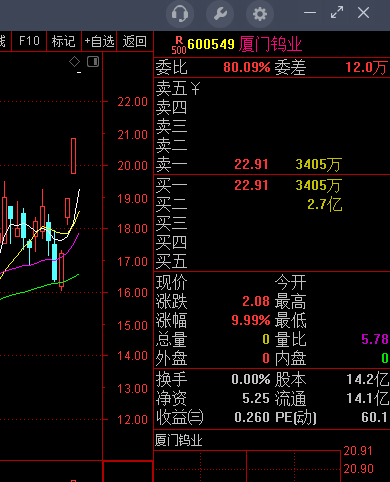 线 F10 标记 +自选 返回
R 500 600549 厦门钨业
委比 80.09% 委差 12.0万
卖五 ¥
卖四
卖三
卖二
卖一 22.91 3405万
买一 22.91 3405万
买二 2.7亿
买三
买四
买五
现价 今开
涨跌 2.08 最高
涨幅 9.99% 最低
总量 0 量比 5.78
外盘 0 内盘 0
换手 0.00% 股本 14.2亿
净资 5.25 流通 14.1亿
收益㈢ 0.260 PE(动) 60.1
厦门钨业
22.00
21.00
20.00
19.00
18.00
17.00
16.00
15.00
14.00
13.00
12.00
20.91
20.90